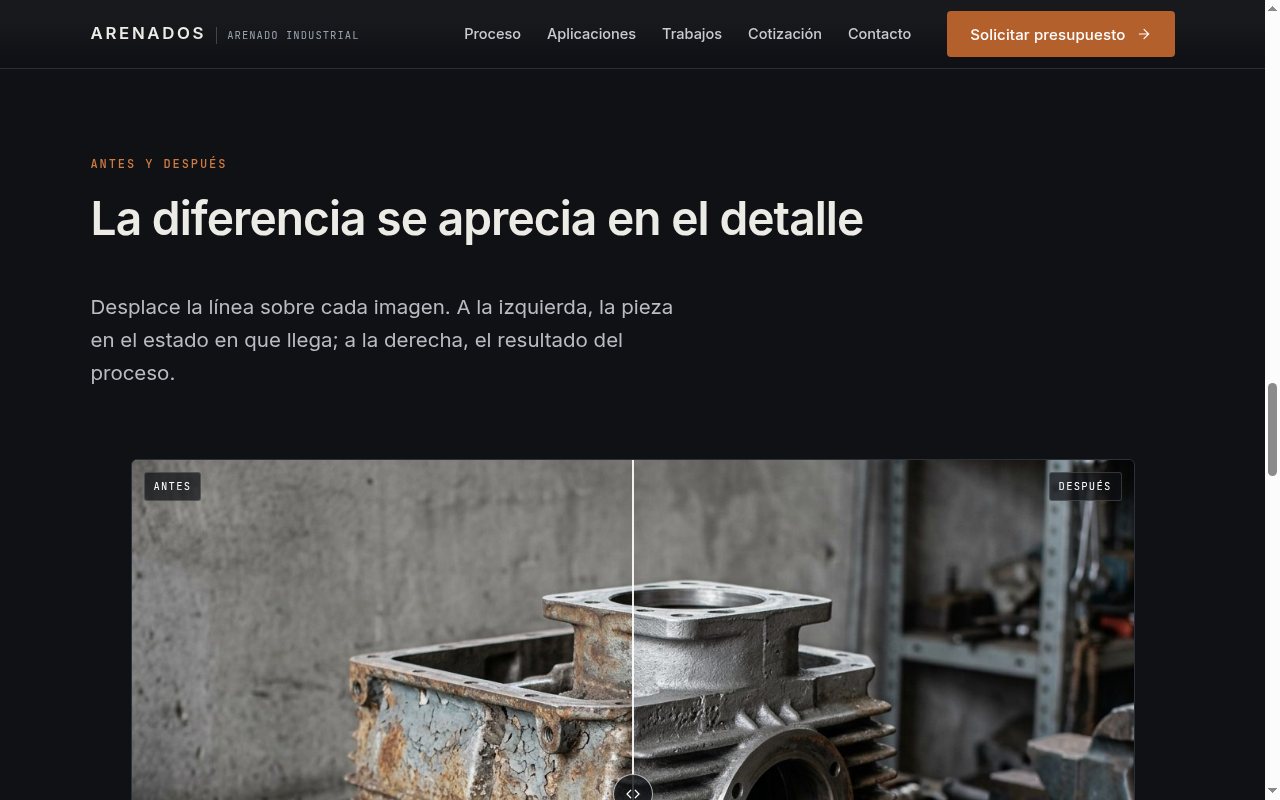 ARENADOS
ARENADO INDUSTRIAL
Proceso
Aplicaciones
Trabajos
Cotización
Contacto
Solicitar presupuesto
ANTES Y DESPUÉS
La diferencia se aprecia en el detalle
Desplace la línea sobre cada imagen. A la izquierda, la pieza
en el estado en que llega; a la derecha, el resultado del
proceso.
ANTES
DESPUÉS